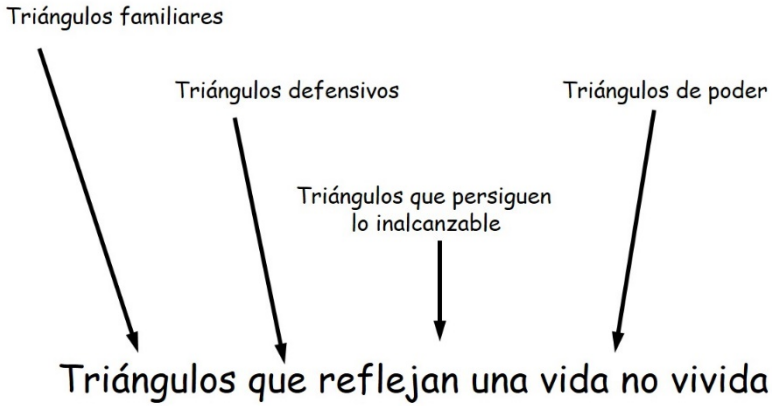 Triángulos familiares
Triángulos defensivos
Triángulos de poder
Triángulos que persiguen
lo inalcanzable
Triángulos que reflejan una vida no vivida